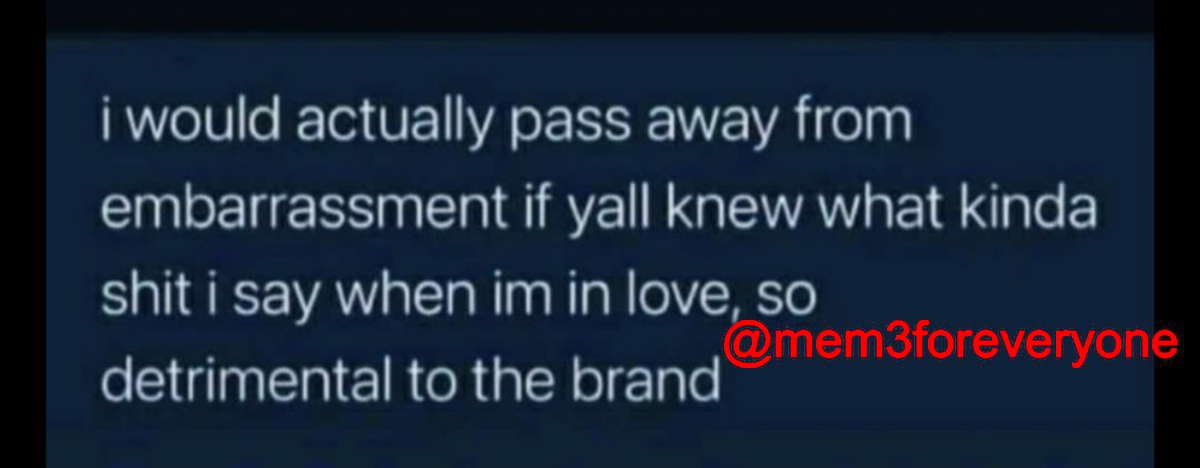 i would actually pass away from
embarrassment if yall knew what kinda
shit i say when im in love, so
@mem3foreveryone
detrimental to the brand